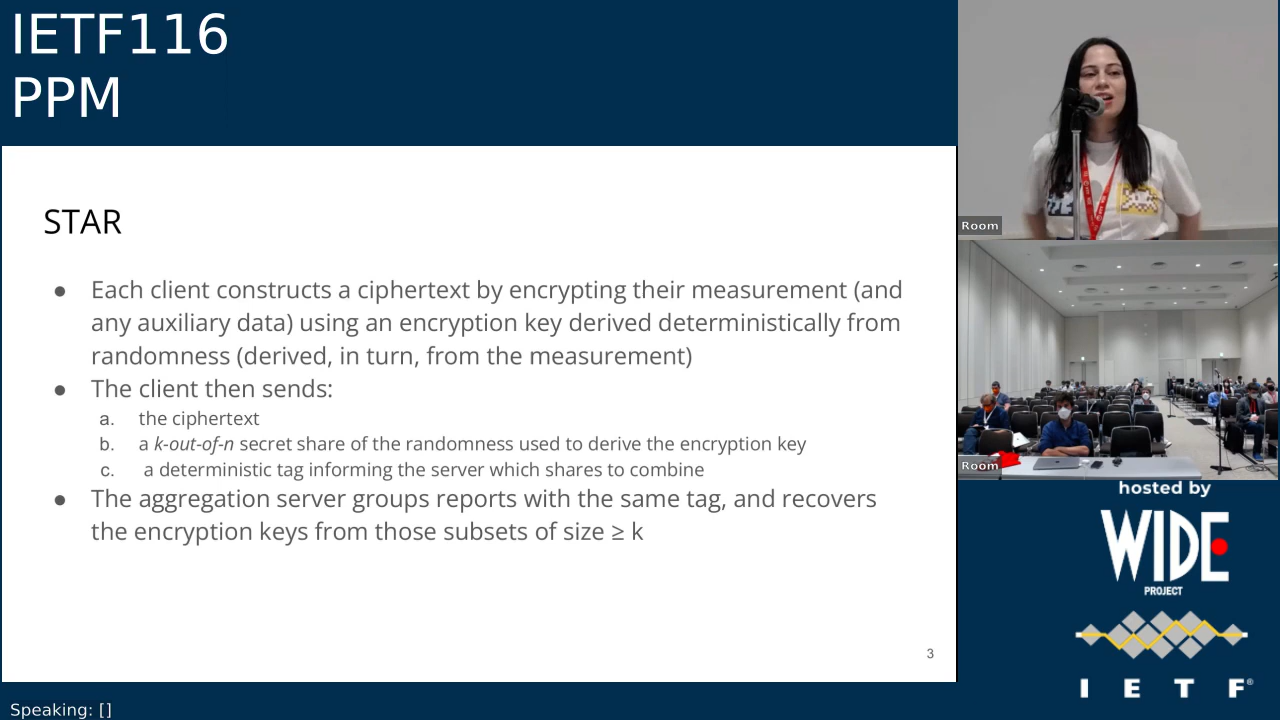 IETF116
PPM
STAR
● Each client constructs a ciphertext by encrypting their measurement (and
any auxiliary data) using an encryption key derived deterministically from
randomness (derived, in turn, from the measurement)
● The client then sends:
a. the ciphertext
b. a k-out-of-n secret share of the randomness used to derive the encryption key
c. a deterministic tag informing the server which shares to combine
● The aggregation server groups reports with the same tag, and recovers
the encryption keys from those subsets of size ≥ k
3
Room
Room
hosted by
WIDE
PROJECT
I E T F®
Speaking: []